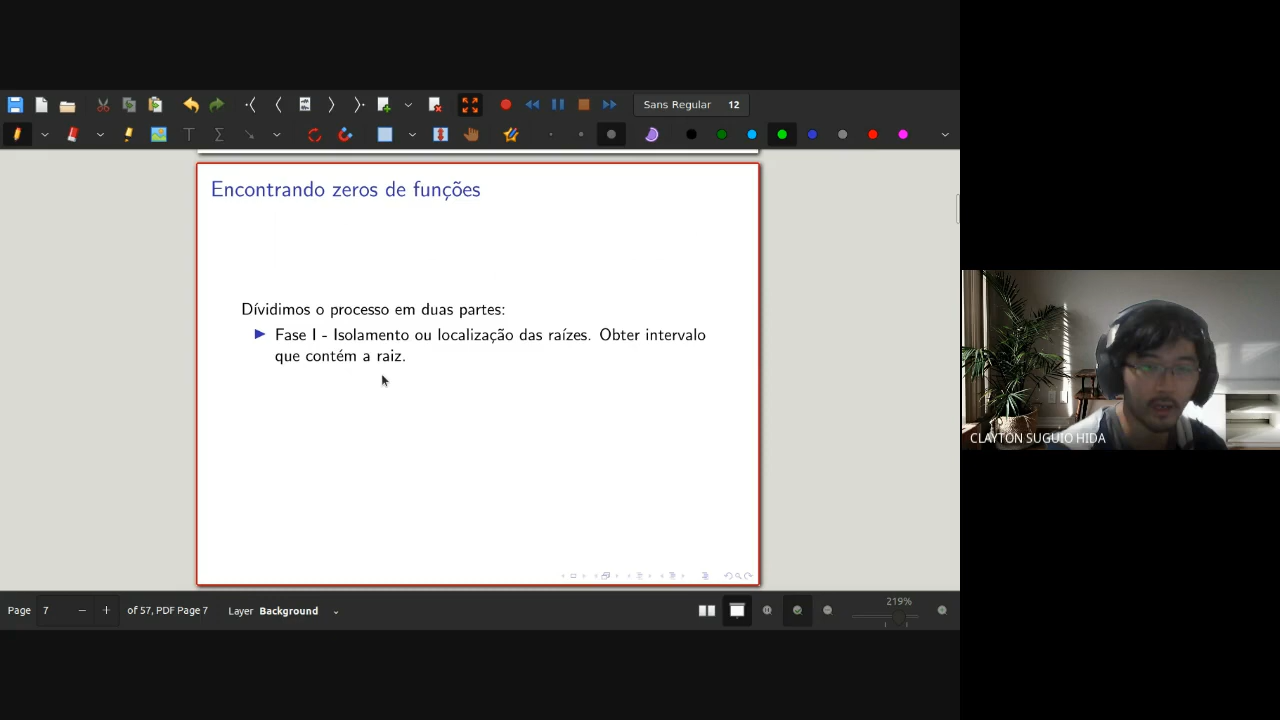 Sans Regular 12
Encontrando zeros de funções
Dívidimos o processo em duas partes:
Fase I - Isolamento ou localização das raízes. Obter intervalo
que contém a raiz.
CLAYTON SUGUIO HIDA
Page 7 of 57, PDF Page 7 Layer Background 219%